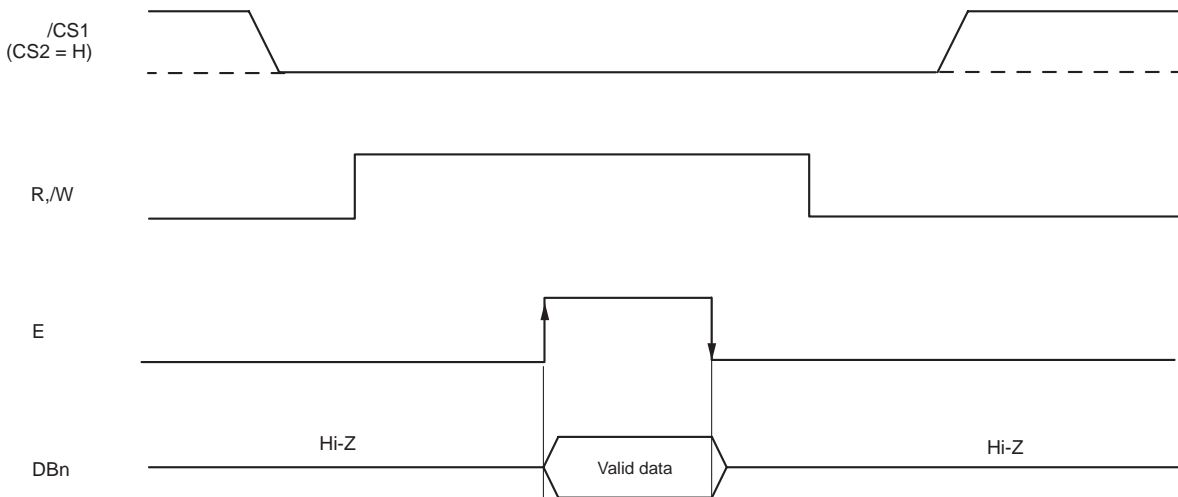 /CS1
(CS2 = H)
R,/W
E
Hi-Z
Hi-Z
DBn
Valid data